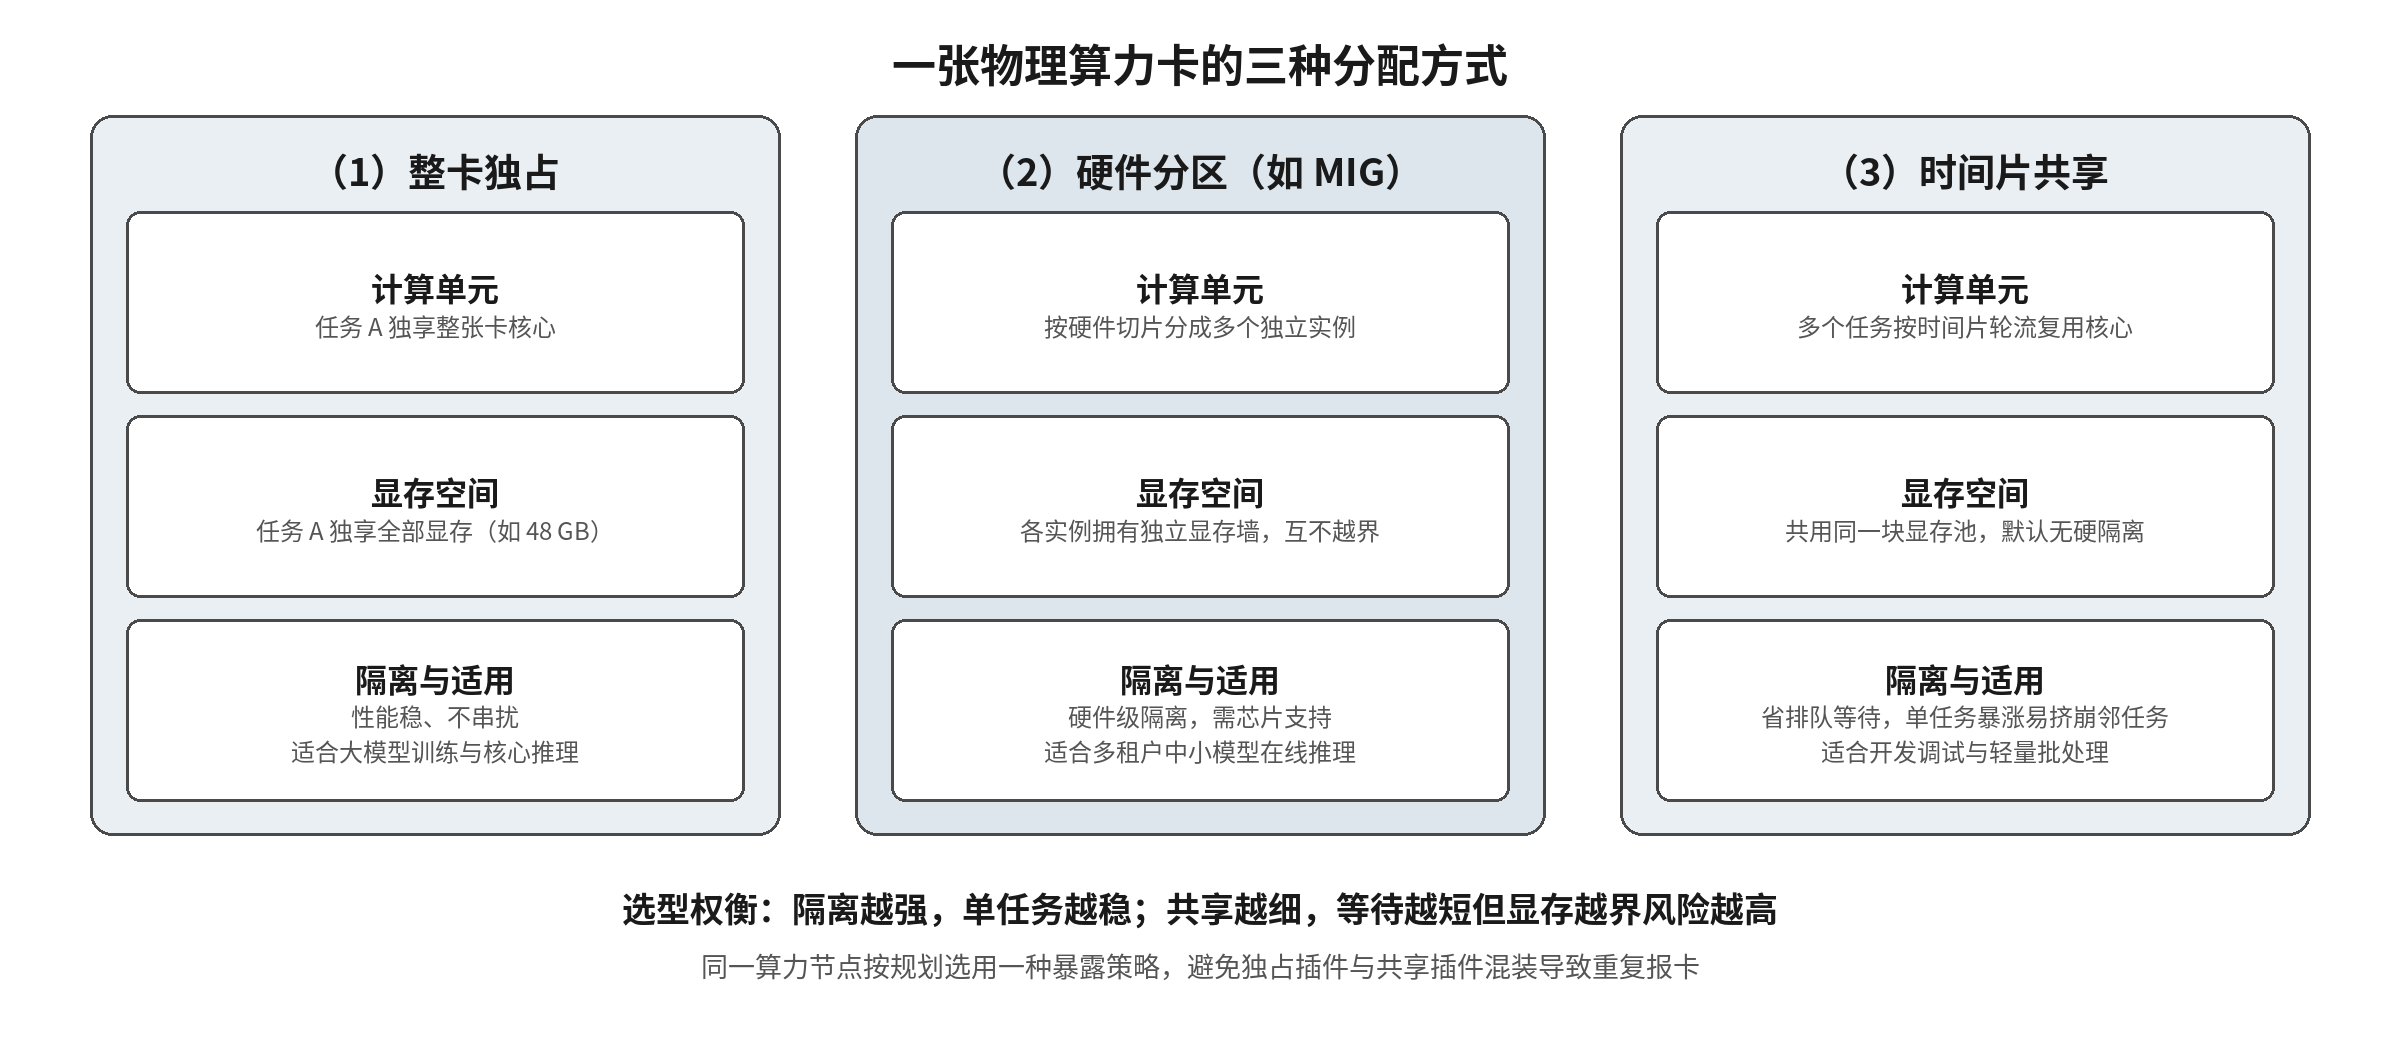 一张物理算力卡的三种分配方式
（1）整卡独占
计算单元
任务 A 独享整张卡核心
显存空间
任务 A 独享全部显存（如 48 GB）
隔离与适用
性能稳、不串扰
适合大模型训练与核心推理
（2）硬件分区（如 MIG）
计算单元
按硬件切片分成多个独立实例
显存空间
各实例拥有独立显存墙，互不越界
隔离与适用
硬件级隔离，需芯片支持
适合多租户中小模型在线推理
（3）时间片共享
计算单元
多个任务按时间片轮流复用核心
显存空间
共用同一块显存池，默认无硬隔离
隔离与适用
省排队等待，单任务暴涨易挤崩邻任务
适合开发调试与轻量批处理
选型权衡：隔离越强，单任务越稳；共享越细，等待越短但显存越界风险越高
同一算力节点按规划选用一种暴露策略，避免独占插件与共享插件混装导致重复报卡